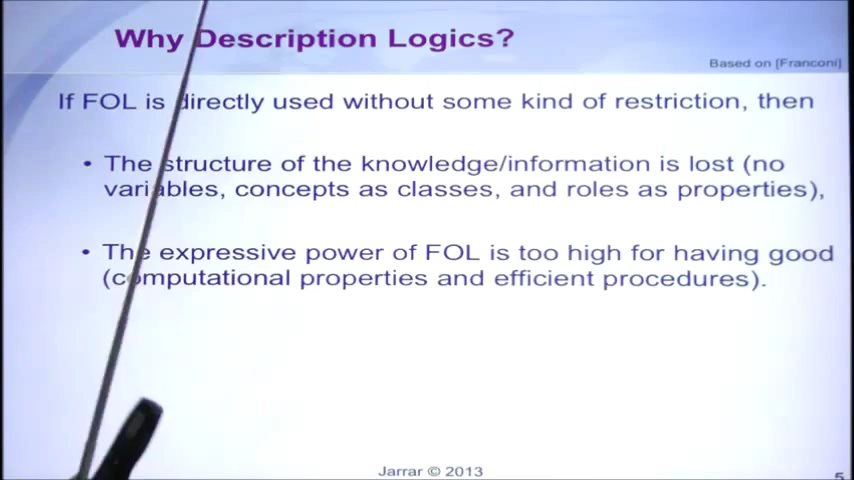 Why Description Logics?
Based on [Franconi]
If FOL is directly used without some kind of restriction, then
• The structure of the knowledge/information is lost (no
variables, concepts as classes, and roles as properties),
• The expressive power of FOL is too high for having good
(computational properties and efficient procedures).
Jarrar © 2013
5